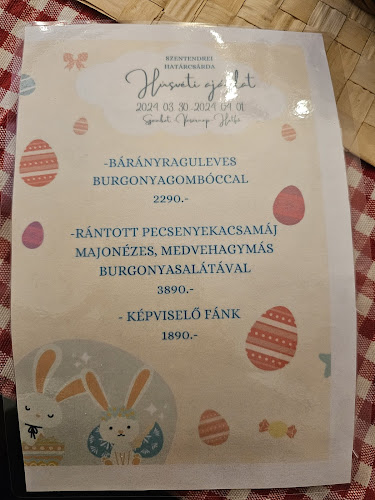 SZENTENDREI
HATÁRCSÁRDA
Húsvéti ajánlat
2024 03 30 2024 04 01
Szombat, Vasárnap, Hétfő
-BÁRÁNYRAGULEVES
BURGONYAGOMBÓCCAL
2290.-
-RÁNTOTT PECSENYEKACSAMÁJ
MAJONÉZES, MEDVEHAGYMÁS
BURGONYASALÁTÁVAL
3890.-
- KÉPVISELŐ FÁNK
1890.-